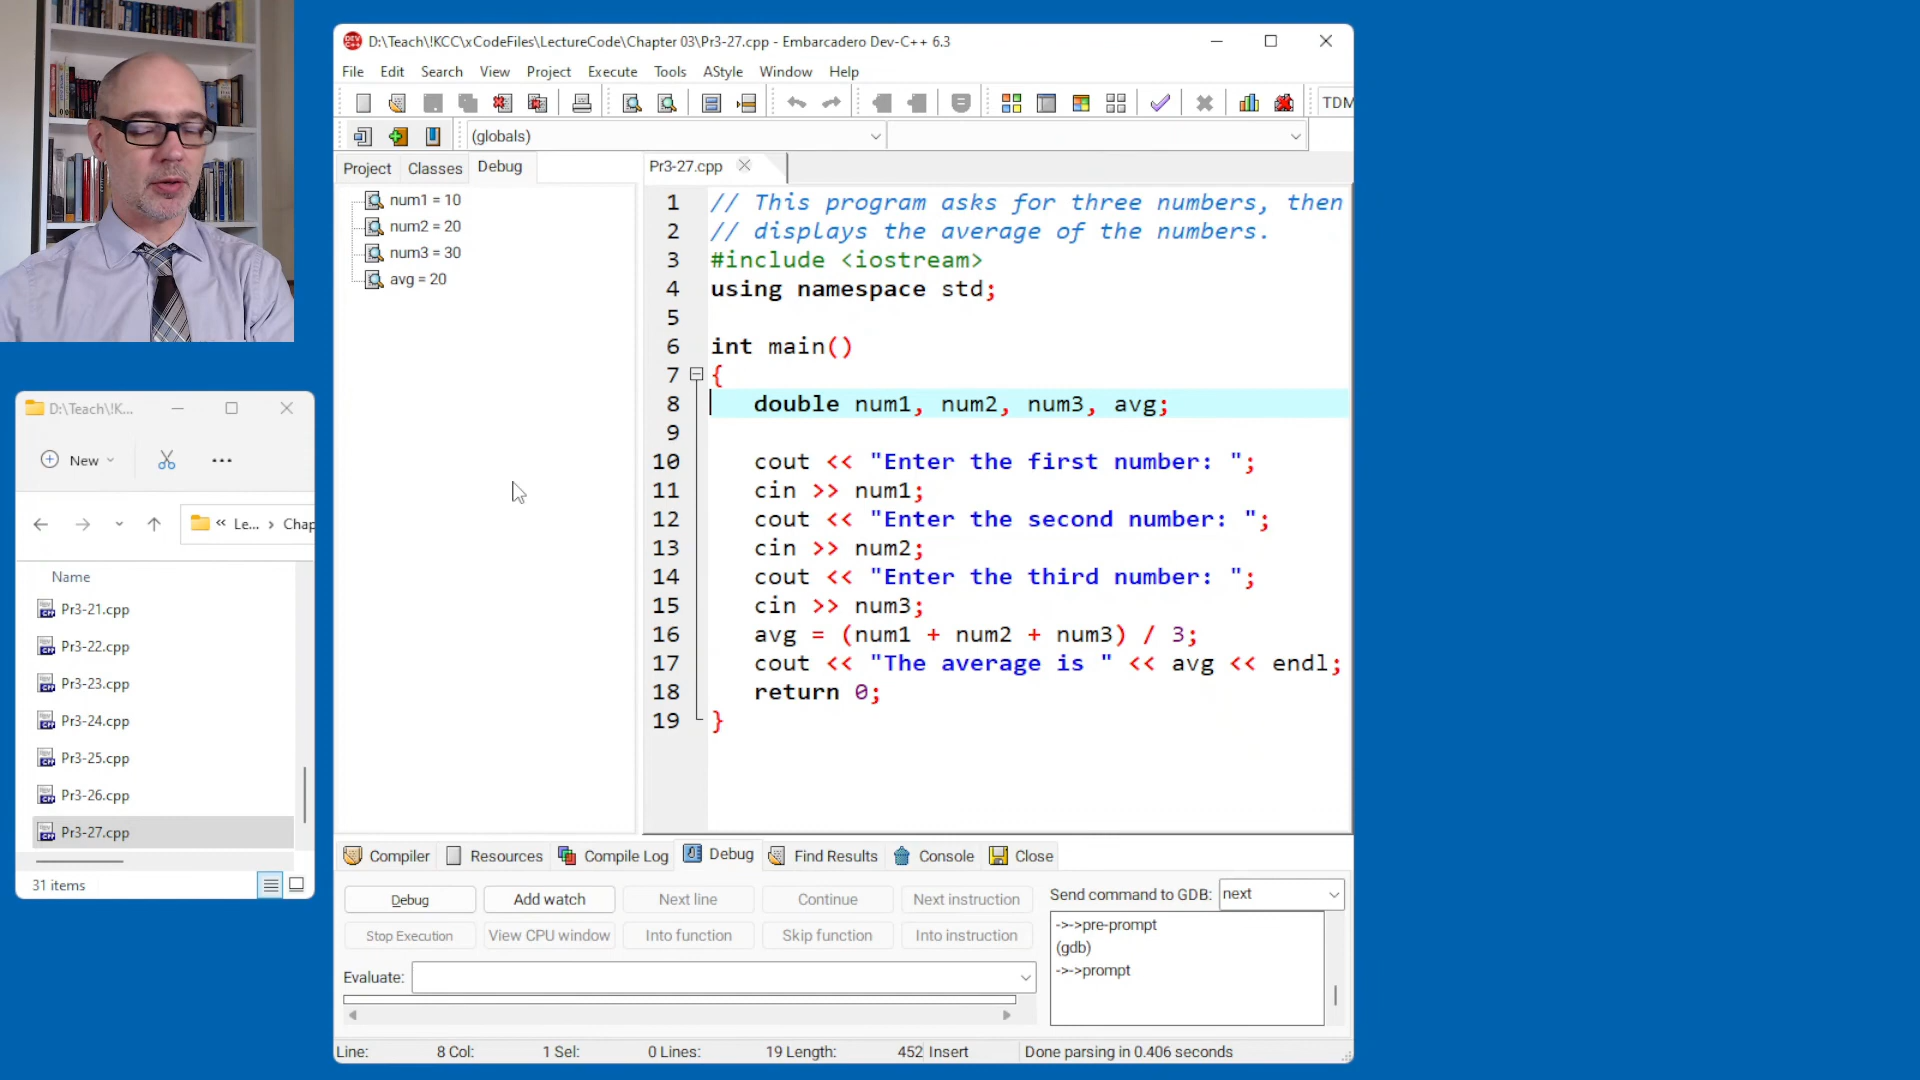 D:\Teach\!KCC\xCodeFiles\LectureCode\Chapter 03\Pr3-27.cpp - Embarcadero Dev-C++ 6.3
File Edit Search View Project Execute Tools AStyle Window Help
TDM
(globals)
Project Classes Debug
Pr3-27.cpp
num1 = 10
num2 = 20
num3 = 30
avg = 20
1 // This program asks for three numbers, then
2 // displays the average of the numbers.
3 #include <iostream>
4 using namespace std;
5
6 int main()
7 {
8 double num1, num2, num3, avg;
9
10 cout << "Enter the first number: ";
11 cin >> num1;
12 cout << "Enter the second number: ";
13 cin >> num2;
14 cout << "Enter the third number: ";
15 cin >> num3;
16 avg = (num1 + num2 + num3) / 3;
17 cout << "The average is " << avg << endl;
18 return 0;
19 }
D:\Teach\!K...
New
« Le... › Chap
Name
Pr3-21.cpp
Pr3-22.cpp
Pr3-23.cpp
Pr3-24.cpp
Pr3-25.cpp
Pr3-26.cpp
Pr3-27.cpp
31 items
Compiler Resources Compile Log Debug Find Results Console Close
Debug Add watch Next line Continue Next instruction
Stop Execution View CPU window Into function Skip function Into instruction
Evaluate:
Send command to GDB: next
->->pre-prompt
(gdb)
->->prompt
Line: 8 Col: 1 Sel: 0 Lines: 19 Length: 452 Insert Done parsing in 0.406 seconds